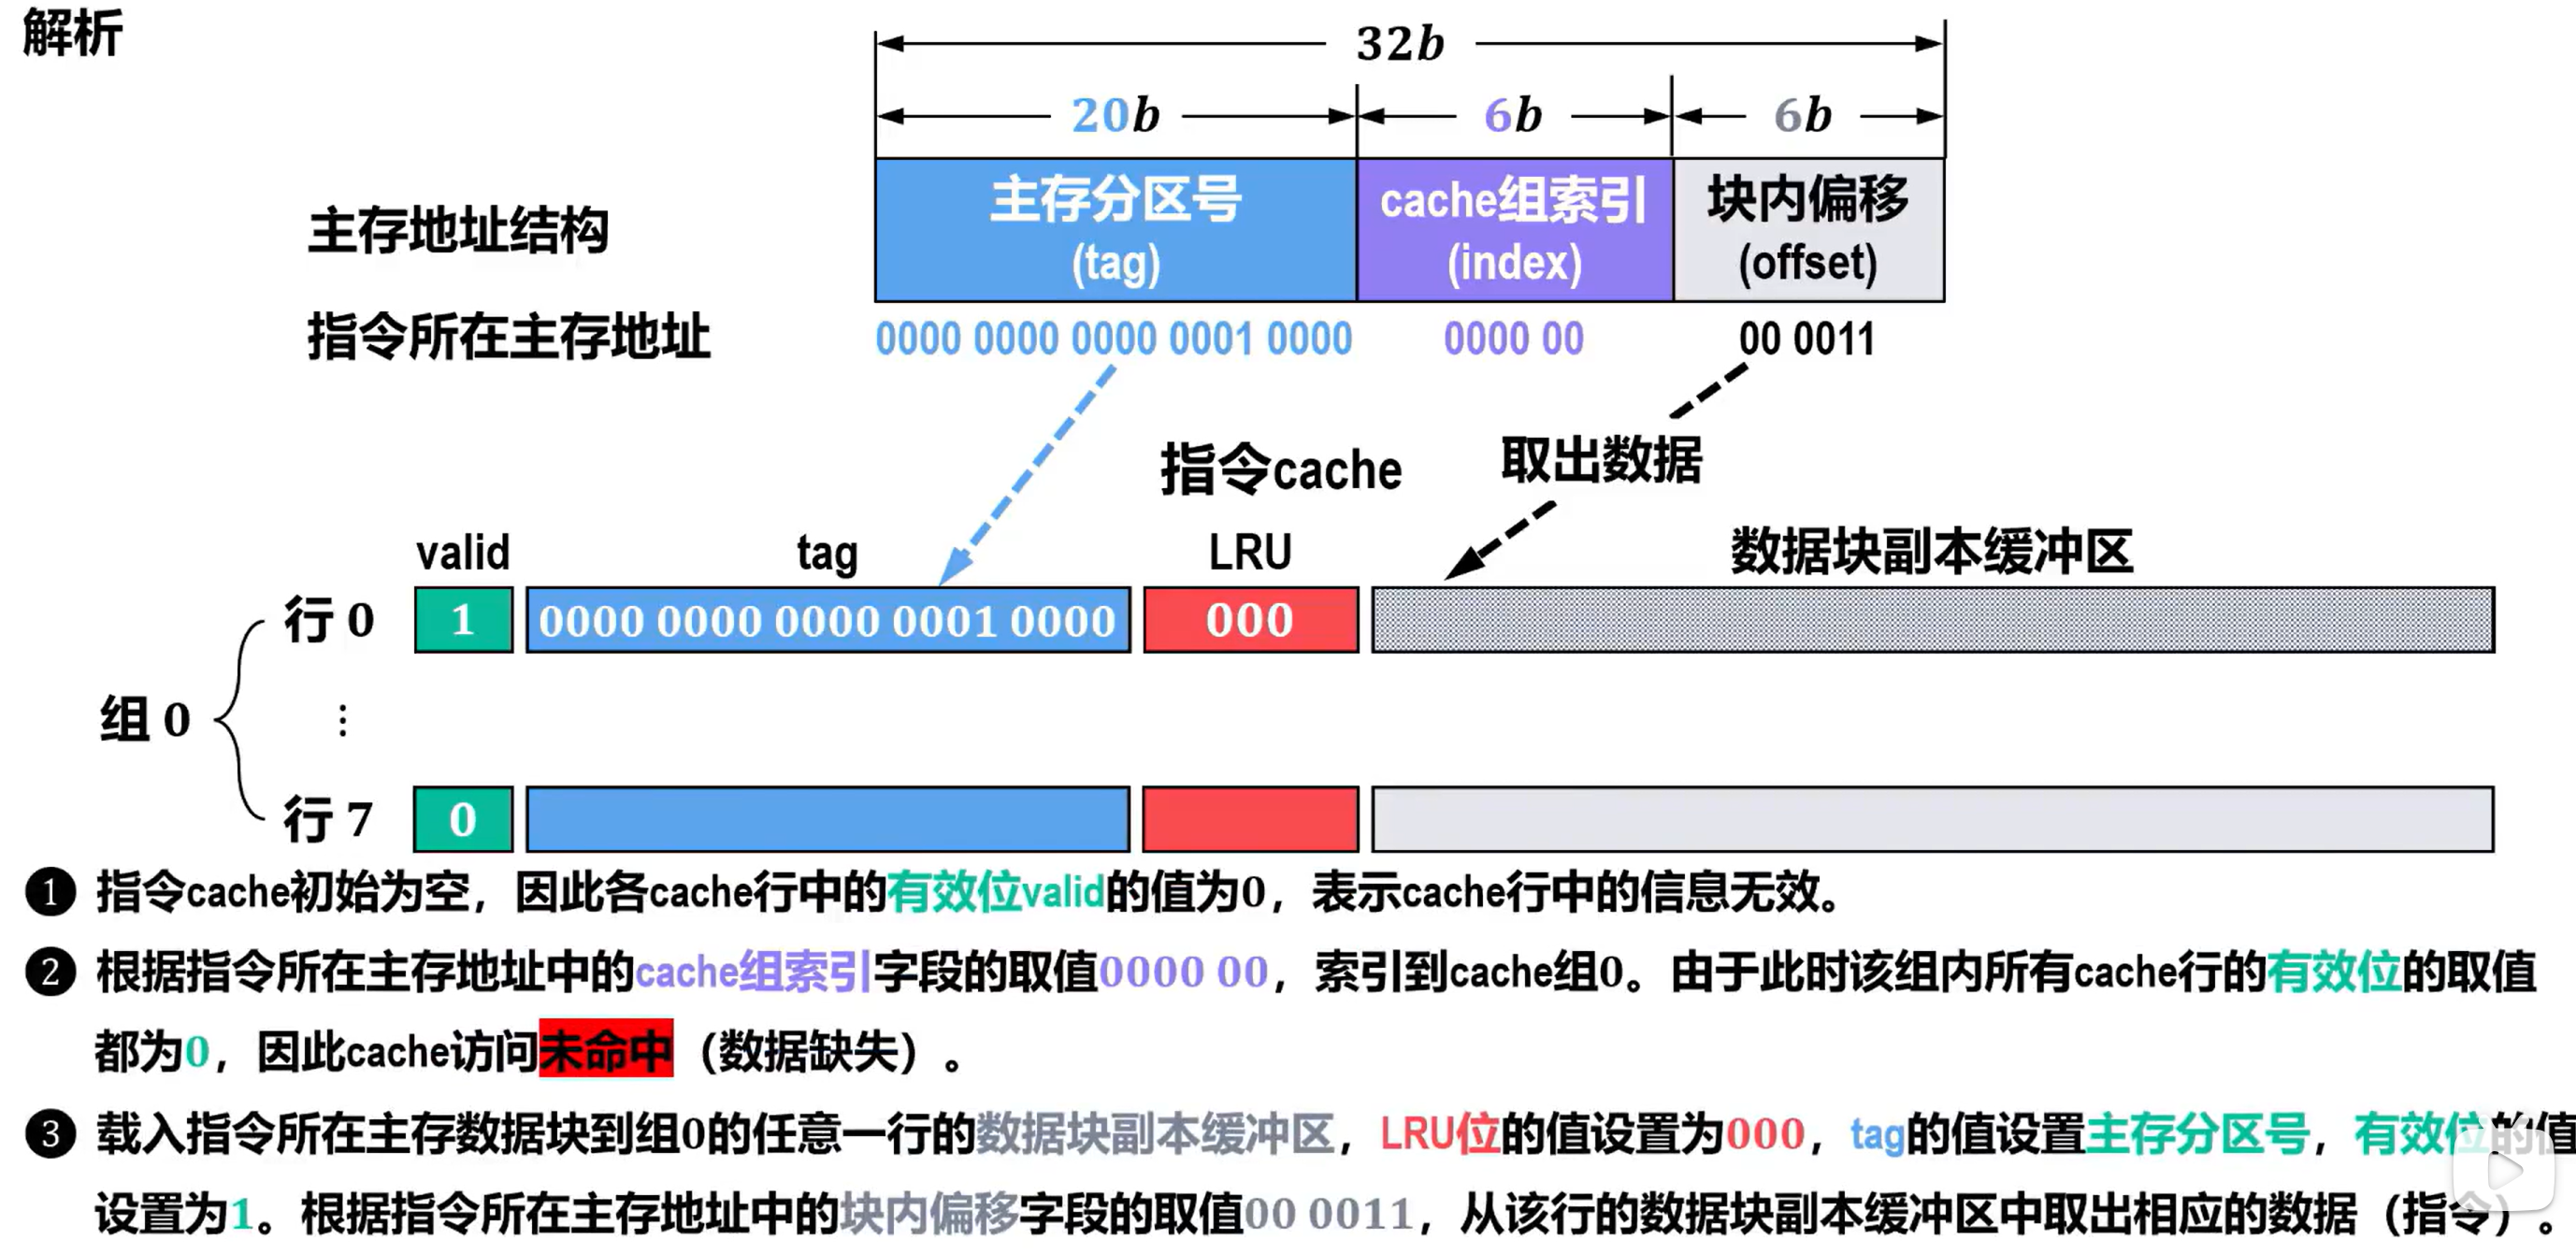 解析
32b
20b 6b 6b
主存地址结构 主存分区号 cache组索引 块内偏移
(tag) (index) (offset)
指令所在主存地址 0000 0000 0000 0001 0000 0000 00 00 0011
指令cache 取出数据
valid tag LRU 数据块副本缓冲区
行 0 1 0000 0000 0000 0001 0000 000
组 0 ⋮
行 7 0
❶ 指令cache初始为空，因此各cache行中的有效位valid的值为0，表示cache行中的信息无效。
❷ 根据指令所在主存地址中的cache组索引字段的取值0000 00，索引到cache组0。由于此时该组内所有cache行的有效位的取值
都为0，因此cache访问未命中（数据缺失）。
❸ 载入指令所在主存数据块到组0的任意一行的数据块副本缓冲区，LRU位的值设置为000，tag的值设置主存分区号，有效位的值
设置为1。根据指令所在主存地址中的块内偏移字段的取值00 0011，从该行的数据块副本缓冲区中取出相应的数据（指令）。